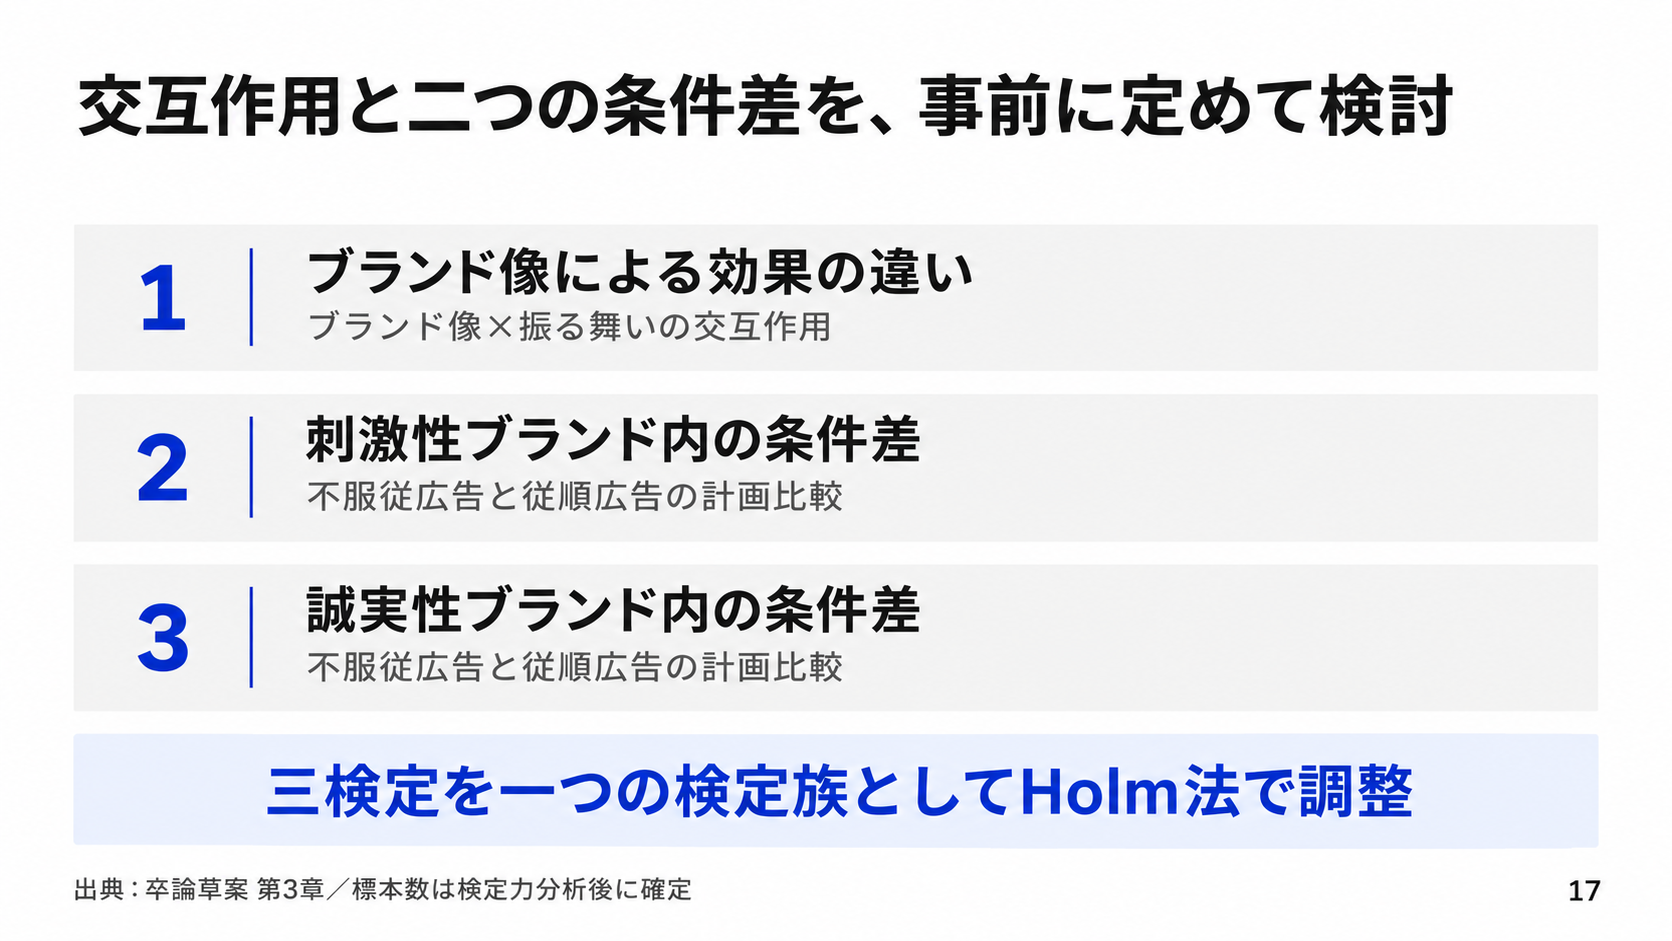 交互作用と二つの条件差を、事前に定めて検討
1
ブランド像による効果の違い
ブランド像×振る舞いの交互作用
2
刺激性ブランド内の条件差
不服従広告と従順広告の計画比較
3
誠実性ブランド内の条件差
不服従広告と従順広告の計画比較
三検定を一つの検定族としてHolm法で調整
出典：卒論草案 第3章／標本数は検定力分析後に確定
17